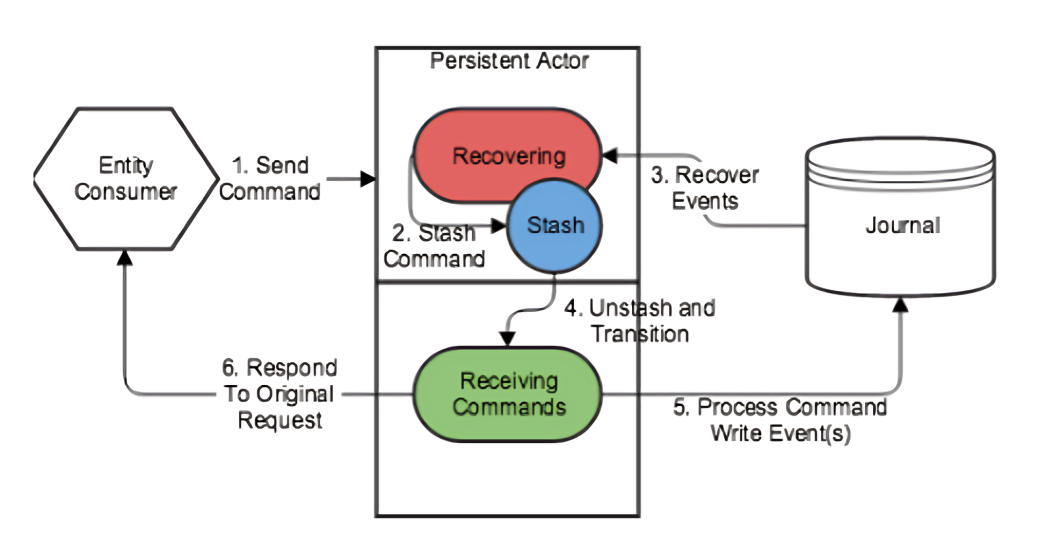 Persistent Actor
Entity
Consumer
1. Send
Command
Recovering
2. Stash
Command
Stash
3. Recover
Events
Journal
4. Unstash and
Transition
Receiving
Commands
5. Process Command
Write Event(s)
6. Respond
To Original
Request